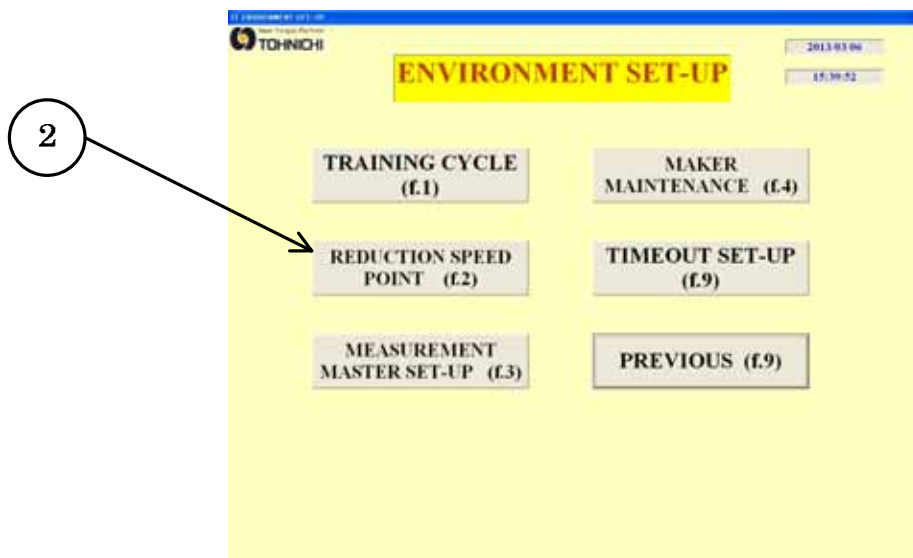 TOHNICHI
ENVIRONMENT SET-UP
2013/03/06
15:39:52
2
TRAINING CYCLE
(f.1)
MAKER
MAINTENANCE (f.4)
REDUCTION SPEED
POINT (f.2)
TIMEOUT SET-UP
(f.9)
MEASUREMENT
MASTER SET-UP (f.3)
PREVIOUS (f.9)